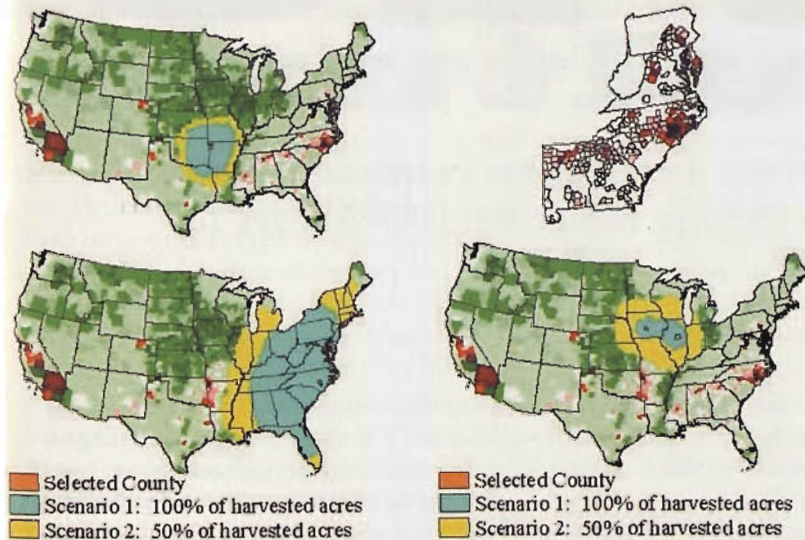 Selected County
Scenario 1: 100% of harvested acres
Scenario 2: 50% of harvested acres
Selected County
Scenario 1: 100% of harvested acres
Scenario 2: 50% of harvested acres